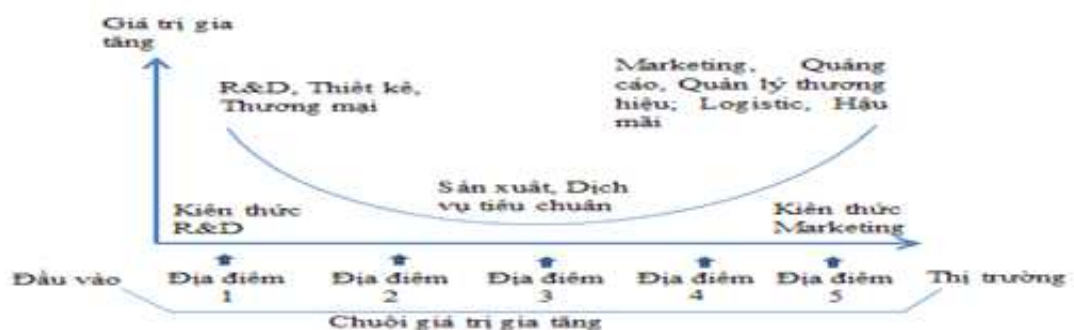 Giá trị gia
tăng
R&D, Thiết kế,
Thương mại
Marketing, Quảng
cáo, Quản lý thương
hiệu; Logistic, Hậu
mãi
Sản xuất, Dịch
vụ tiêu chuẩn
Kiến thức
R&D
Kiến thức
Marketing
Đầu vào
Địa điểm
1
Địa điểm
2
Địa điểm
3
Địa điểm
4
Địa điểm
5
Thị trường
Chuỗi giá trị gia tăng